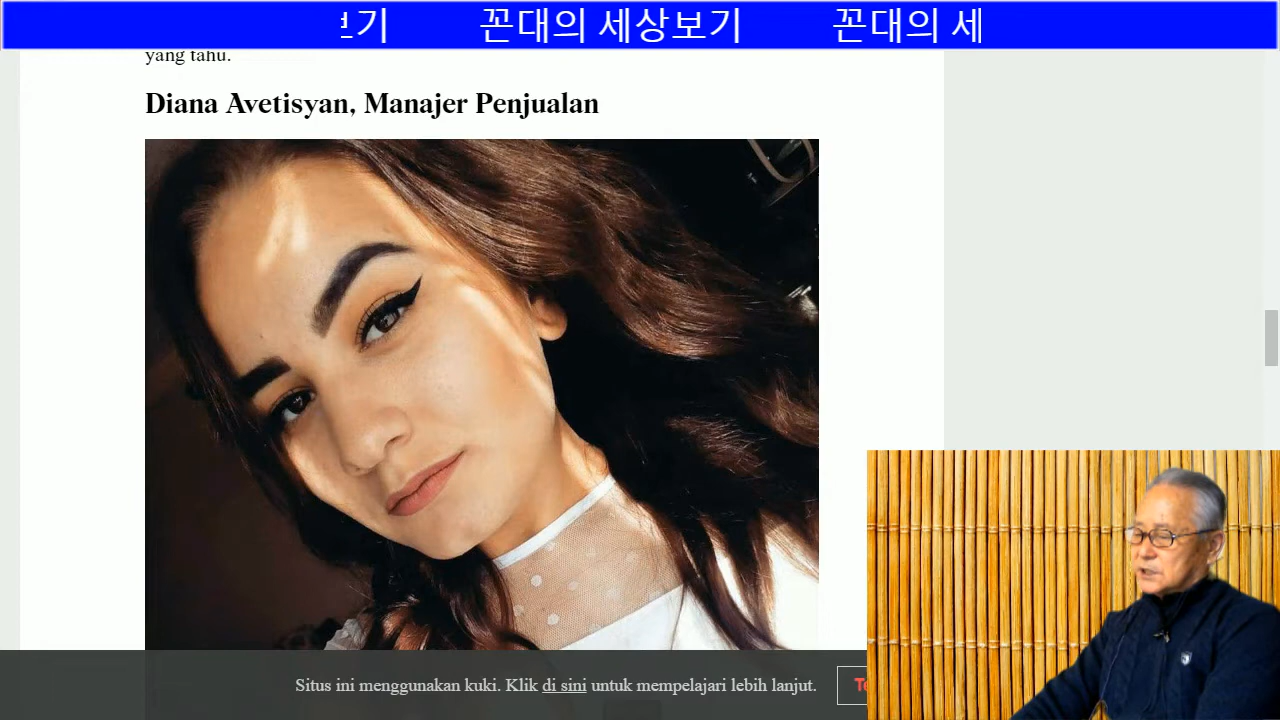 기 꼰대의 세상보기 꼰대의 세
yang tahu.
Diana Avetisyan, Manajer Penjualan
Situs ini menggunakan kuki. Klik di sini untuk mempelajari lebih lanjut.